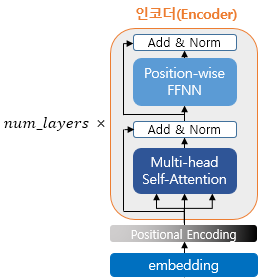 인코더(Encoder)
Add & Norm
Position-wise
FFNN
num_layers ×
Add & Norm
Multi-head
Self-Attention
Positional Encoding
embedding